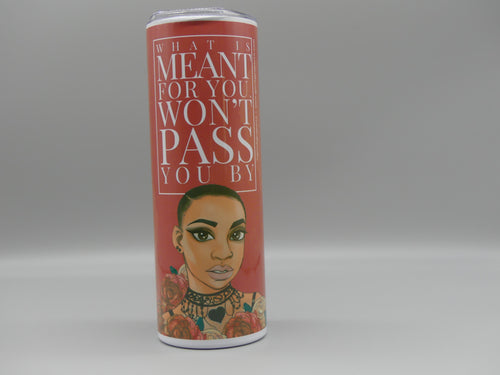 WHAT IS
MEANT
FOR YOU,
WON'T
PASS
YOU BY